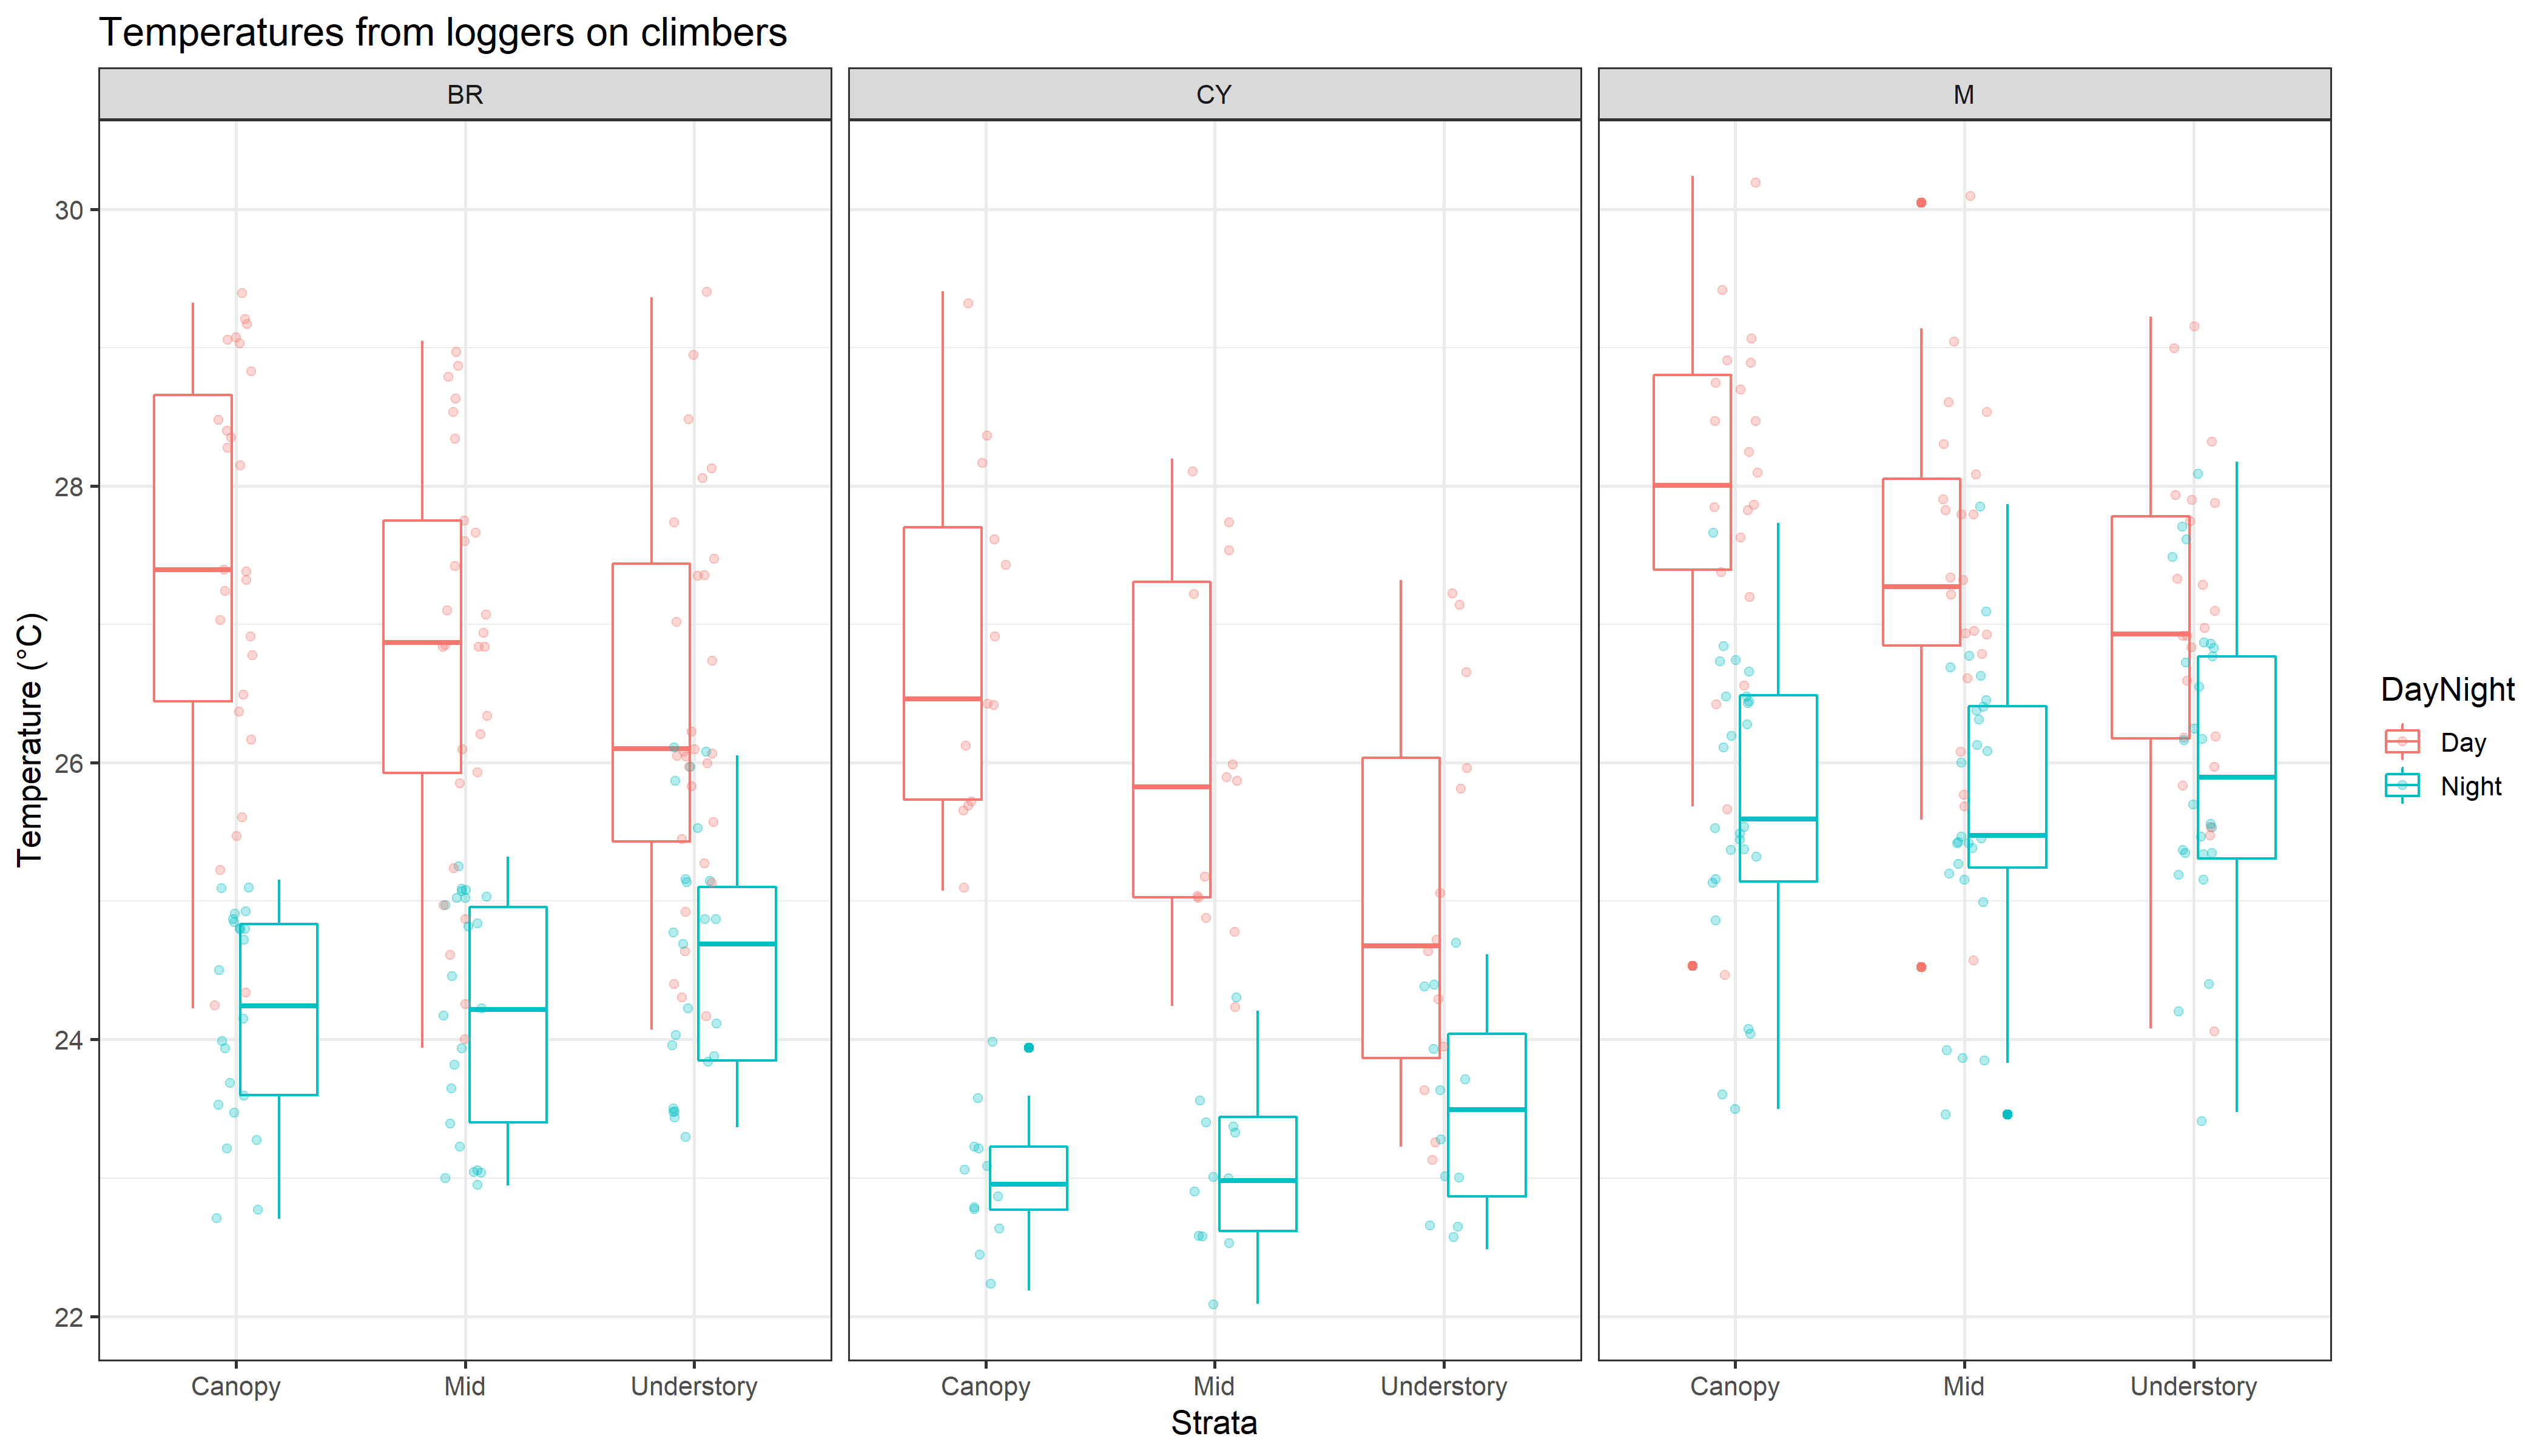 Temperatures from loggers on climbers
BR
CY
M
30
28
26
24
22
Temperature (°C)
Canopy
Mid
Understory
Canopy
Mid
Understory
Canopy
Mid
Understory
Strata
DayNight
Day
Night